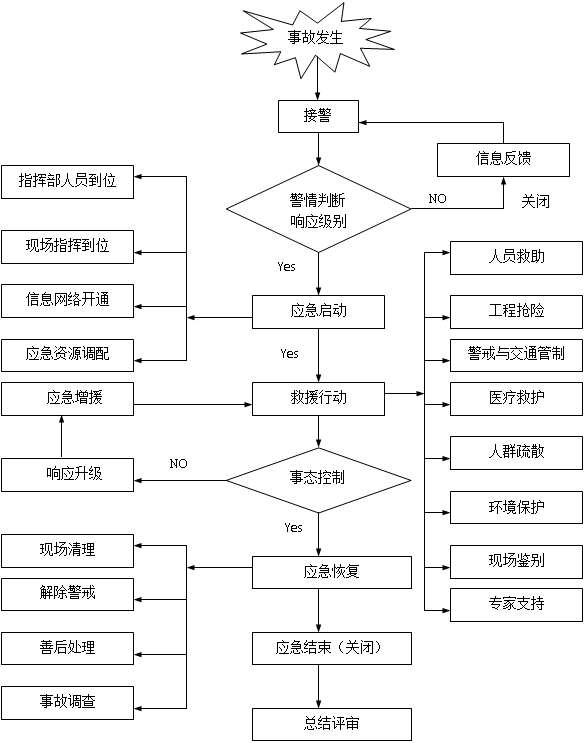 事故发生
接警
信息反馈
指挥部人员到位
警情判断
响应级别
NO
关闭
现场指挥到位
Yes
人员救助
信息网络开通
应急启动
工程抢险
应急资源调配
Yes
警戒与交通管制
应急增援
救援行动
医疗救护
人群疏散
响应升级
NO
事态控制
环境保护
Yes
现场清理
应急恢复
现场鉴别
解除警戒
专家支持
善后处理
应急结束（关闭）
事故调查
总结评审